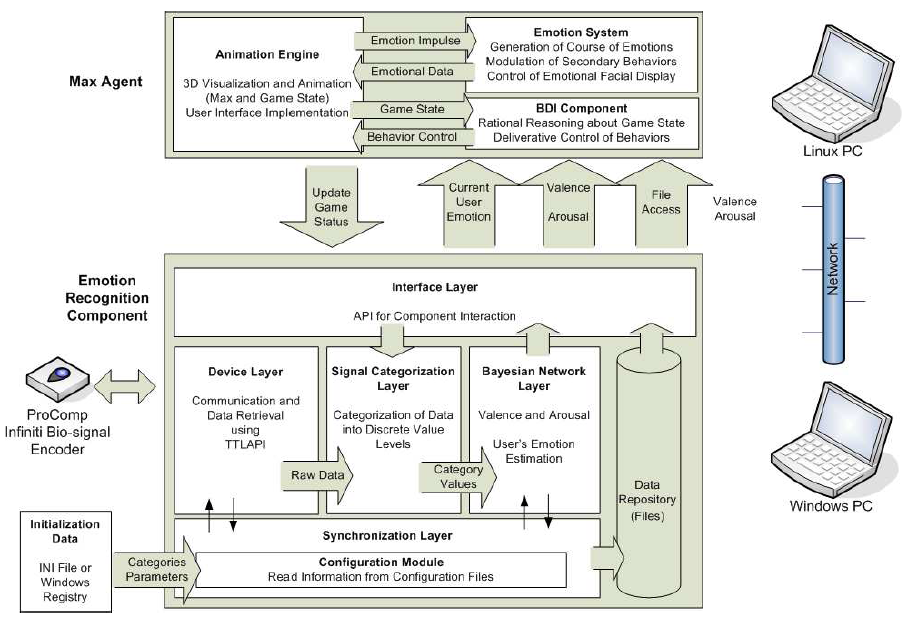 Max Agent
Animation Engine
3D Visualization and Animation
(Max and Game State)
User Interface Implementation
Emotion Impulse
Emotional Data
Game State
Behavior Control
Emotion System
Generation of Course of Emotions
Modulation of Secondary Behaviors
Control of Emotional Facial Display
BDI Component
Rational Reasoning about Game State
Deliverative Control of Behaviors
Linux PC
Update
Game
Status
Current
User
Emotion
Valence
Arousal
File
Access
Valence
Arousal
Network
Emotion
Recognition
Component
Interface Layer
API for Component Interaction
ProComp
Infiniti Bio-signal
Encoder
Device Layer
Communication and
Data Retrieval
using
TTLAPI
Raw Data
Signal Categorization
Layer
Categorization of Data
into Discrete Value
Levels
Category
Values
Bayesian Network
Layer
Valence and Arousal
User's Emotion
Estimation
Data
Repository
(Files)
Windows PC
Initialization
Data
INI File or
Windows
Registry
Categories
Parameters
Synchronization Layer
Configuration Module
Read Information from Configuration Files